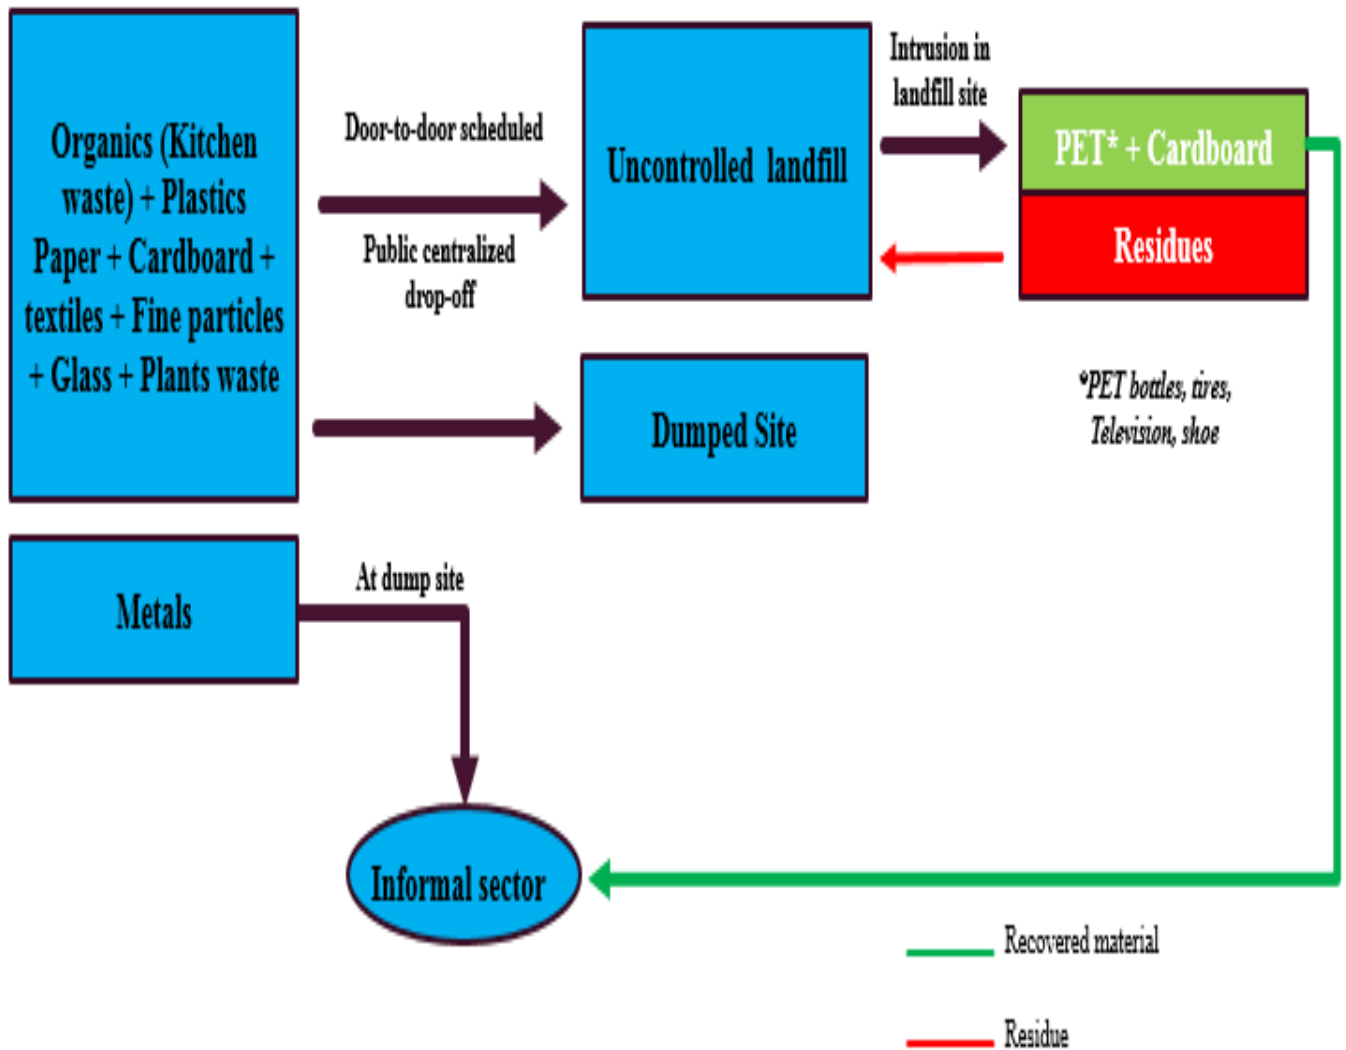 Organics (Kitchen
waste) + Plastics
Paper + Cardboard +
textiles + Fine particles
+ Glass + Plants waste
Door-to-door scheduled
Public centralized
drop-off
Uncontrolled landfill
Intrusion in
landfill site
PET* + Cardboard
Residues
*PET bottles, tires,
Television, shoe
Dumped Site
Metals
At dump site
Informal sector
Recovered material
Residue